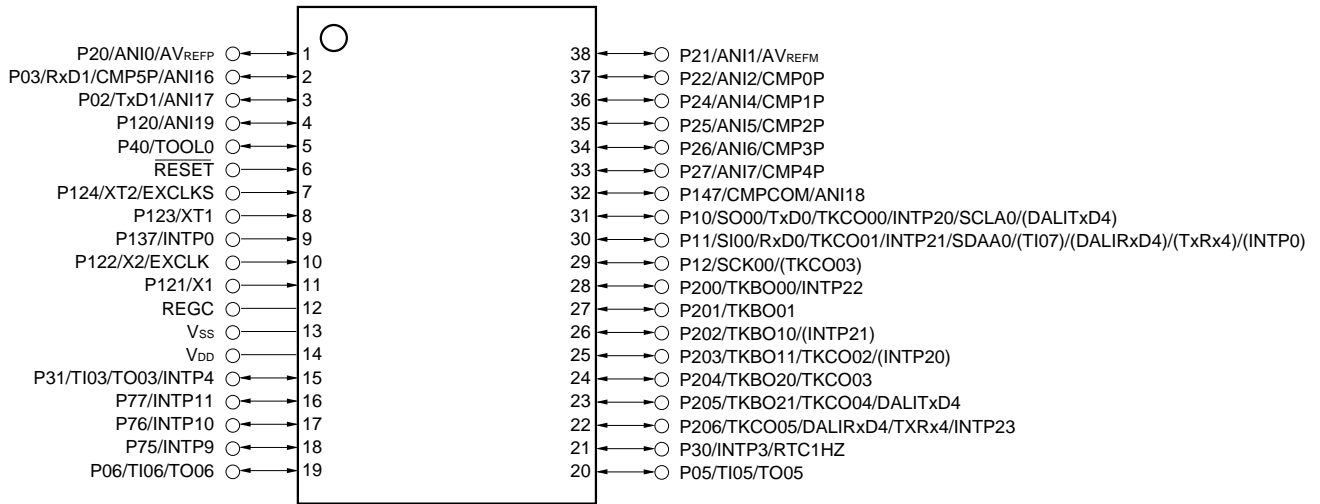 P20/ANI0/AVREFP 1 38 P21/ANI1/AVREFM
P03/RxD1/CMP5P/ANI16 2 37 P22/ANI2/CMP0P
P02/TxD1/ANI17 3 36 P24/ANI4/CMP1P
P120/ANI19 4 35 P25/ANI5/CMP2P
P40/TOOL0 5 34 P26/ANI6/CMP3P
RESET 6 33 P27/ANI7/CMP4P
P124/XT2/EXCLKS 7 32 P147/CMPCOM/ANI18
P123/XT1 8 31 P10/SO00/TxD0/TKCO00/INTP20/SCLA0/(DALITxD4)
P137/INTP0 9 30 P11/SI00/RxD0/TKCO01/INTP21/SDAA0/(TI07)/(DALIRxD4)/(TxRx4)/(INTP0)
P122/X2/EXCLK 10 29 P12/SCK00/(TKCO03)
P121/X1 11 28 P200/TKBO00/INTP22
REGC 12 27 P201/TKBO01
VSS 13 26 P202/TKBO10/(INTP21)
VDD 14 25 P203/TKBO11/TKCO02/(INTP20)
P31/TI03/TO03/INTP4 15 24 P204/TKBO20/TKCO03
P77/INTP11 16 23 P205/TKBO21/TKCO04/DALITxD4
P76/INTP10 17 22 P206/TKCO05/DALIRxD4/TXRx4/INTP23
P75/INTP9 18 21 P30/INTP3/RTC1HZ
P06/TI06/TO06 19 20 P05/TI05/TO05